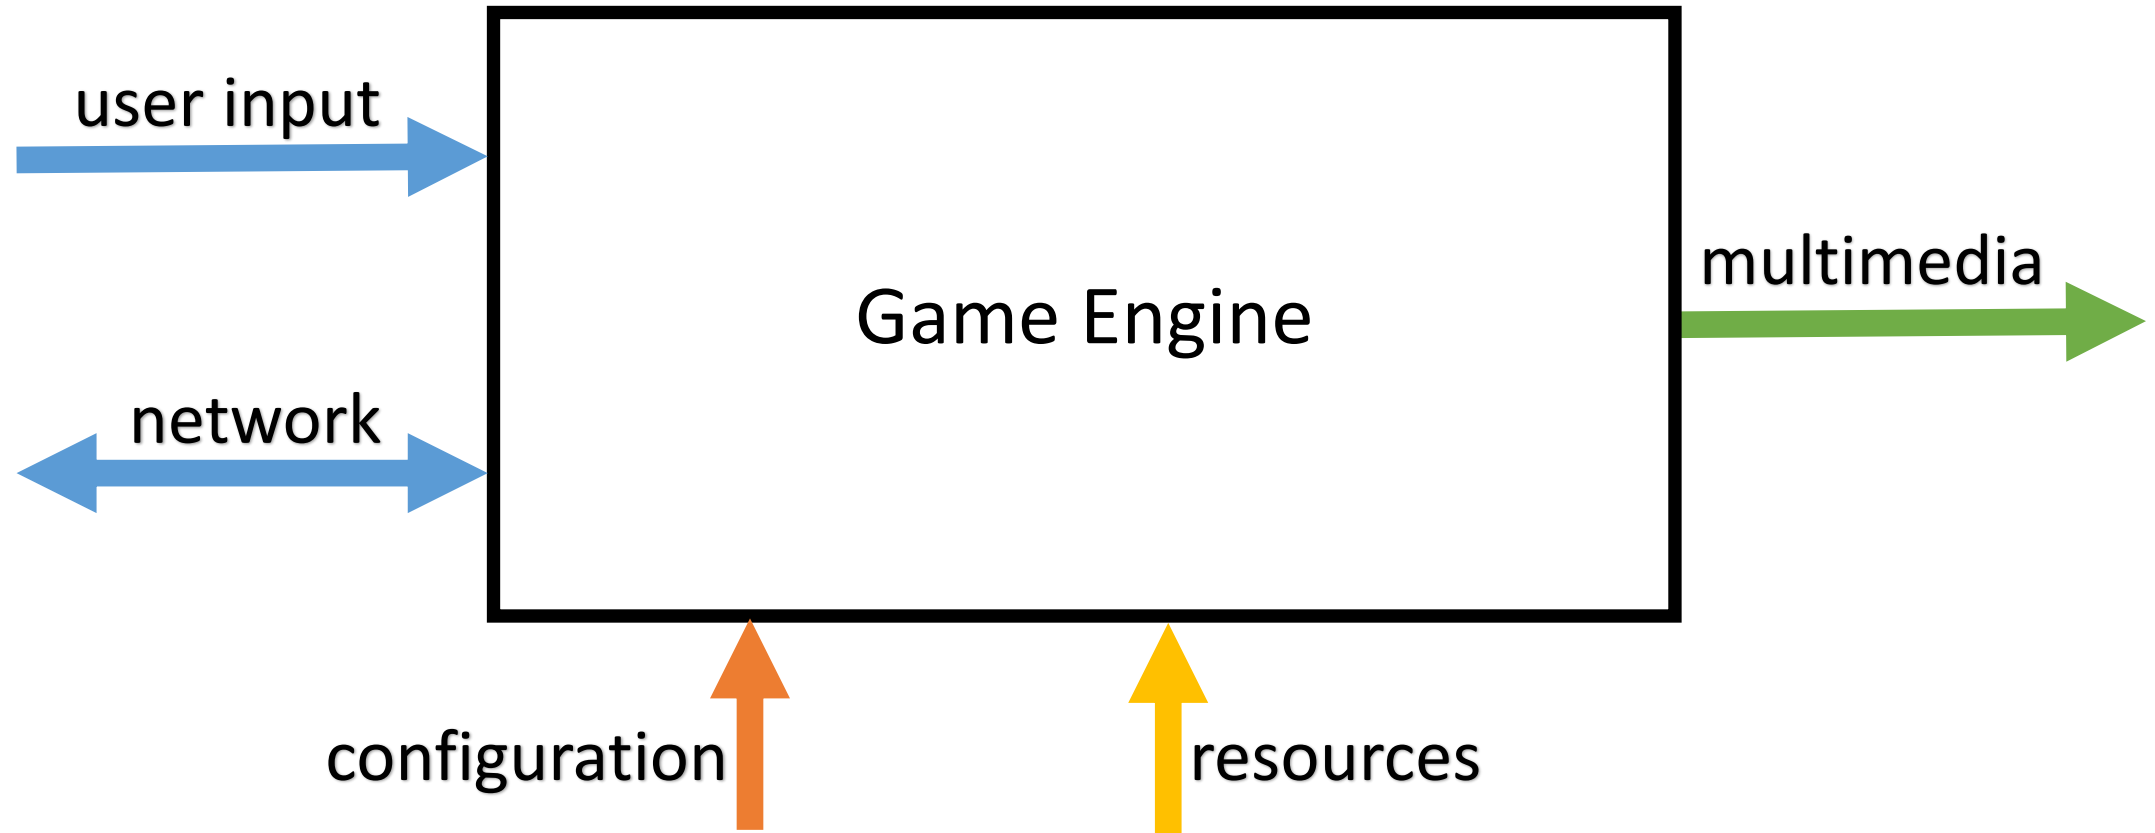 user input
multimedia
Game Engine
network
configuration
resources